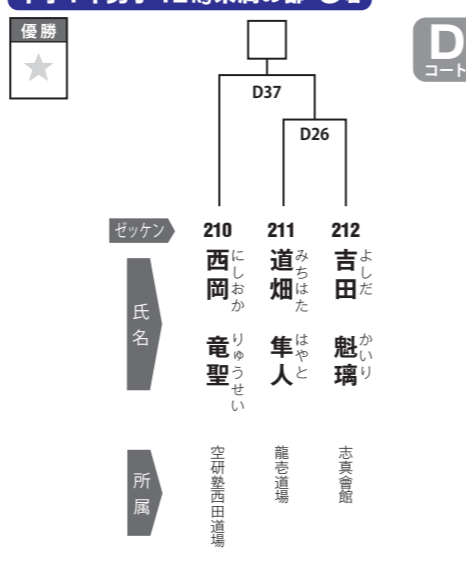 優勝
D
コート
D37
D26
ゼッケン
210
211
212
氏名
西岡 竜聖
にしおか りゅうせい
道畑 隼人
みちはた はやと
吉田 魁璃
よしだ かいり
所属
空研塾西田道場
龍壱道場
志真會館